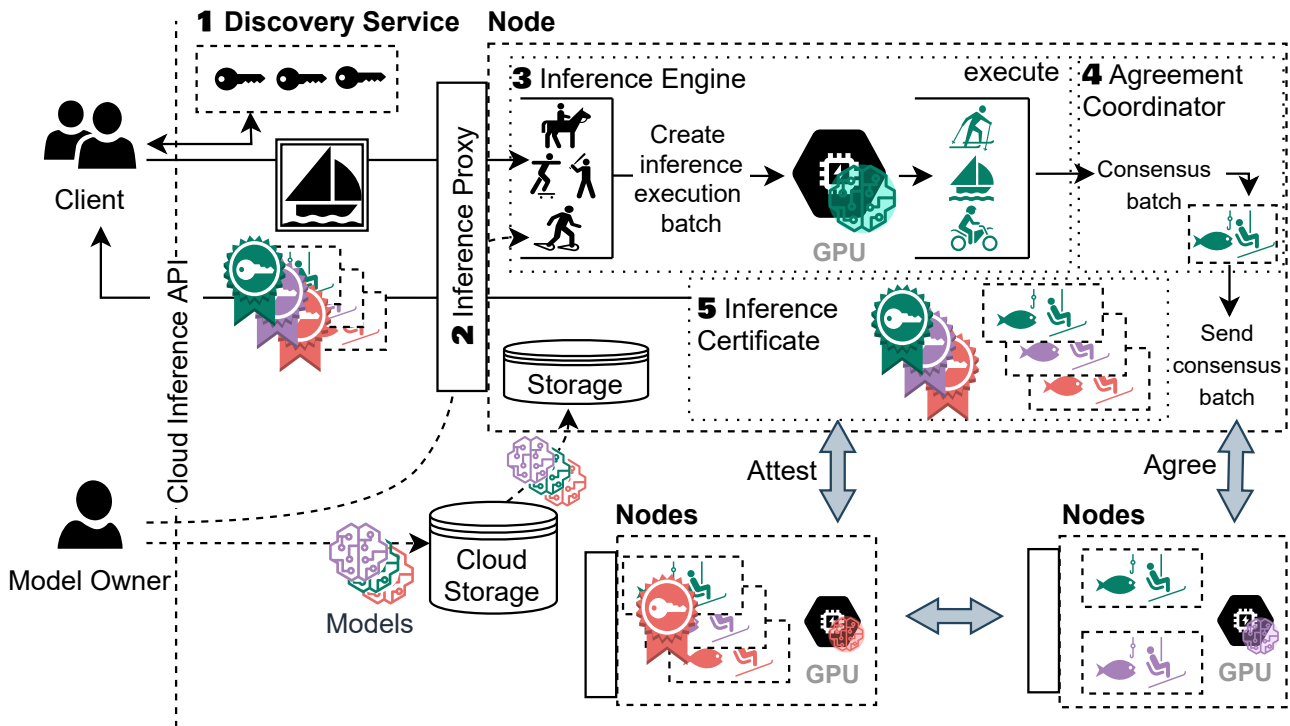 1 Discovery Service
Node
3 Inference Engine
execute
4 Agreement
Coordinator
Client
Cloud Inference API
2 Inference Proxy
Create
inference
execution
batch
GPU
Consensus
batch
Send
consensus
batch
5 Inference
Certificate
Storage
Attest
Agree
Model Owner
Models
Cloud
Storage
Nodes
GPU
Nodes
GPU